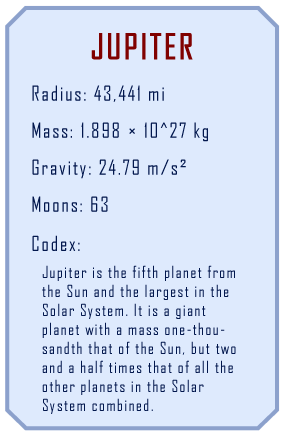 JUPITER
Radius: 43,441 mi
Mass: 1.898 × 10^27 kg
Gravity: 24.79 m/s²
Moons: 63
Codex:
Jupiter is the fifth planet from
the Sun and the largest in the
Solar System. It is a giant
planet with a mass one-thou-
sandth that of the Sun, but two
and a half times that of all the
other planets in the Solar
System combined.